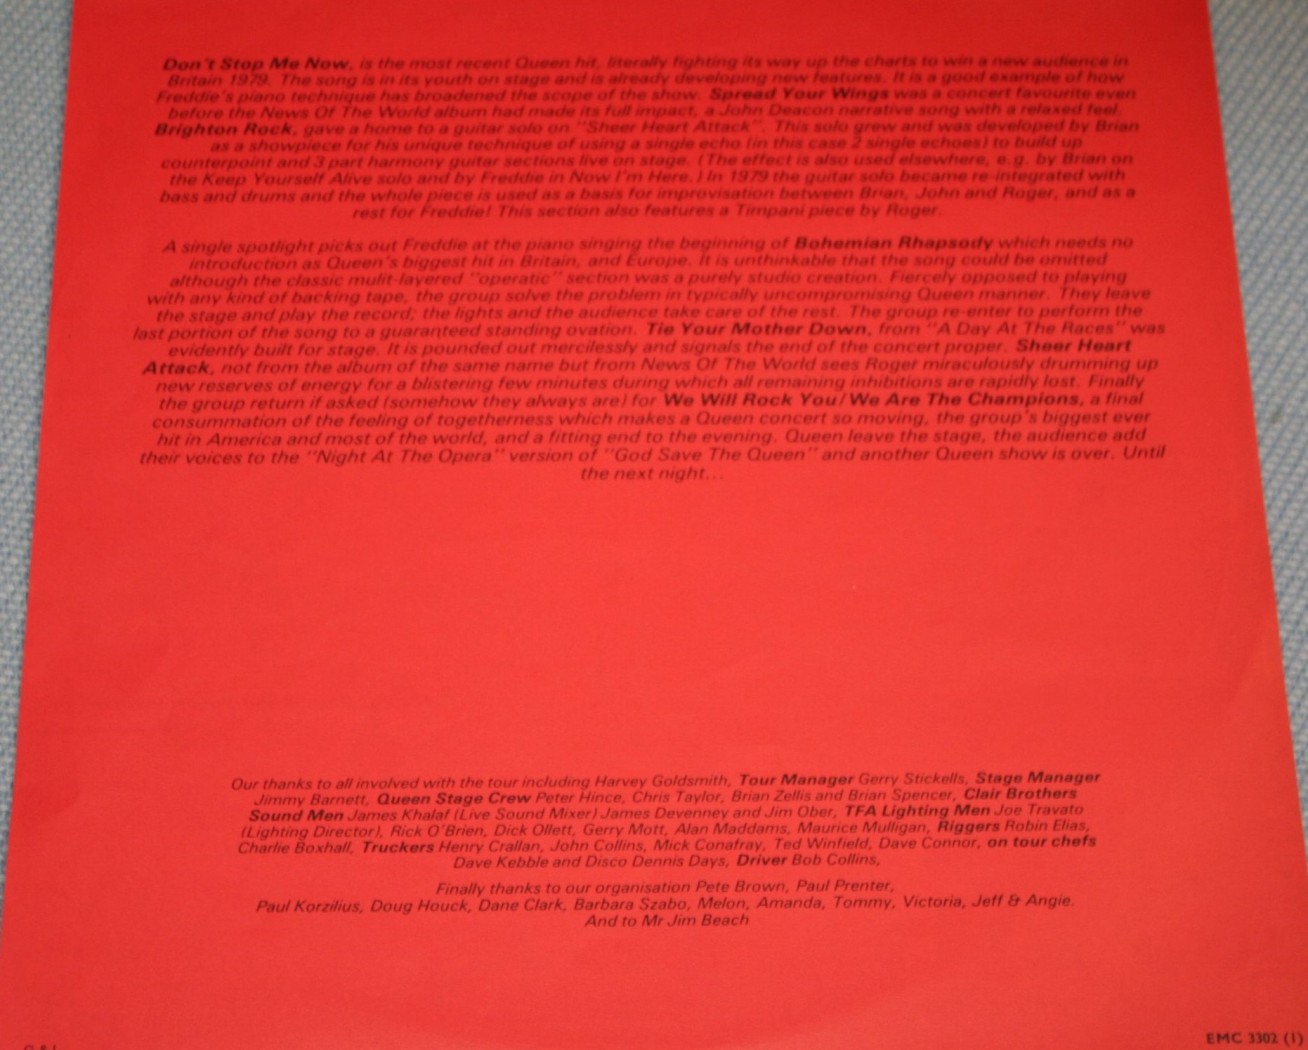 Don't Stop Me Now, is the most recent Queen hit, literally fighting its way up the charts to win a new audience in
Britain 1979. The song is in its youth on stage and is already developing new features. It is a good example of how
Freddie's piano technique has broadened the scope of the show. Spread Your Wings was a concert favourite even
before the News Of The World album had made its full impact, a John Deacon narrative song with a relaxed feel.
Brighton Rock, gave a home to a guitar solo on "Sheer Heart Attack". This solo grew and was developed by Brian
as a showpiece for his unique technique of using a single echo (in this case 2 single echoes) to build up
counterpoint and 3 part harmony guitar sections live on stage. (The effect is also used elsewhere, e.g. by Brian on
the Keep Yourself Alive solo and by Freddie in Now I'm Here.) In 1979 the guitar solo became re-integrated with
bass and drums and the whole piece is used as a basis for improvisation between Brian, John and Roger, and as a
rest for Freddie! This section also features a Timpani piece by Roger.
A single spotlight picks out Freddie at the piano singing the beginning of Bohemian Rhapsody which needs no
introduction as Queen's biggest hit in Britain, and Europe. It is unthinkable that the song could be omitted
although the classic mulit-layered "operatic" section was a purely studio creation. Fiercely opposed to playing
with any kind of backing tape, the group solve the problem in typically uncompromising Queen manner. They leave
the stage and play the record; the lights and the audience take care of the rest. The group re-enter to perform the
last portion of the song to a guaranteed standing ovation. Tie Your Mother Down, from "A Day At The Races" was
evidently built for stage. It is pounded out mercilessly and signals the end of the concert proper. Sheer Heart
Attack, not from the album of the same name but from News Of The World sees Roger miraculously drumming up
new reserves of energy for a blistering few minutes during which all remaining inhibitions are rapidly lost. Finally
the group return if asked (somehow they always are) for We Will Rock You/We Are The Champions, a final
consummation of the feeling of togetherness which makes a Queen concert so moving, the group's biggest ever
hit in America and most of the world, and a fitting end to the evening. Queen leave the stage, the audience add
their voices to the "Night At The Opera" version of "God Save The Queen" and another Queen show is over. Until
the next night...
Our thanks to all involved with the tour including Harvey Goldsmith, Tour Manager Gerry Stickells, Stage Manager
Jimmy Barnett, Queen Stage Crew Peter Hince, Chris Taylor, Brian Zellis and Brian Spencer, Clair Brothers
Sound Men James Khalaf (Live Sound Mixer) James Devenney and Jim Ober, TFA Lighting Men Joe Travato
(Lighting Director), Rick O'Brien, Dick Ollett, Gerry Mott, Alan Maddams, Maurice Mulligan, Riggers Robin Elias,
Charlie Boxhall, Truckers Henry Crallan, John Collins, Mick Conafray, Ted Winfield, Dave Connor, on tour chefs
Dave Kebble and Disco Dennis Days, Driver Bob Collins,
Finally thanks to our organisation Pete Brown, Paul Prenter,
Paul Korzilius, Doug Houck, Dane Clark, Barbara Szabo, Melon, Amanda, Tommy, Victoria, Jeff & Angie.
And to Mr Jim Beach
EMC 3302 (1)